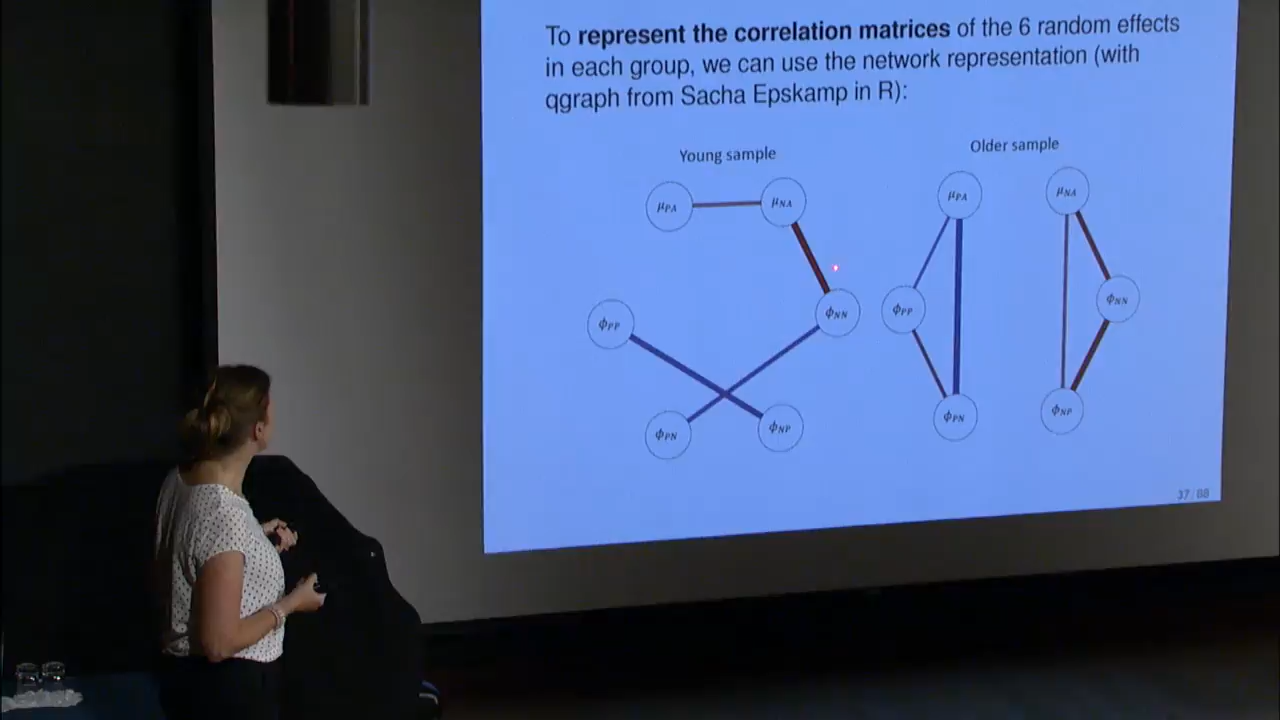 To represent the correlation matrices of the 6 random effects
in each group, we can use the network representation (with
qgraph from Sacha Epskamp in R):
Young sample
Older sample
μPA
μNA
μPA
μNA
ϕPP
ϕNN
ϕPP
ϕNN
ϕPN
ϕNP
ϕPN
ϕNP
37/88